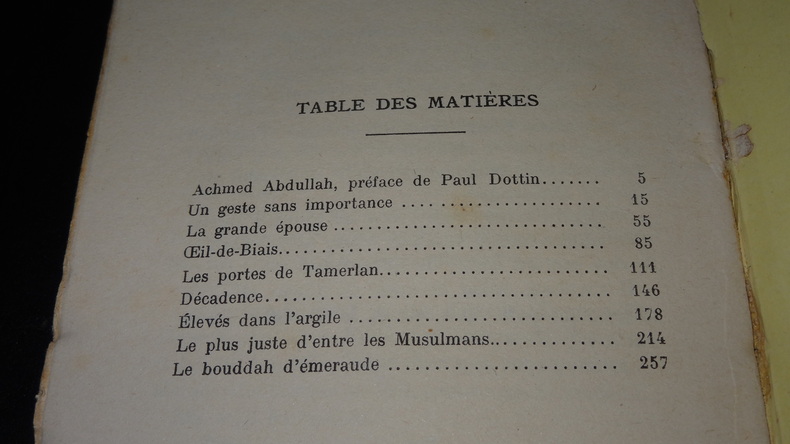 TABLE DES MATIÈRES
Achmed Abdullah, préface de Paul Dottin....... 5
Un geste sans importance ...................... 15
La grande épouse .............................. 55
Œil-de-Biais.................................... 85
Les portes de Tamerlan......................... 111
Décadence...................................... 146
Élevés dans l'argile ........................... 178
Le plus juste d'entre les Musulmans.............. 214
Le bouddah d'émeraude ........................ 257